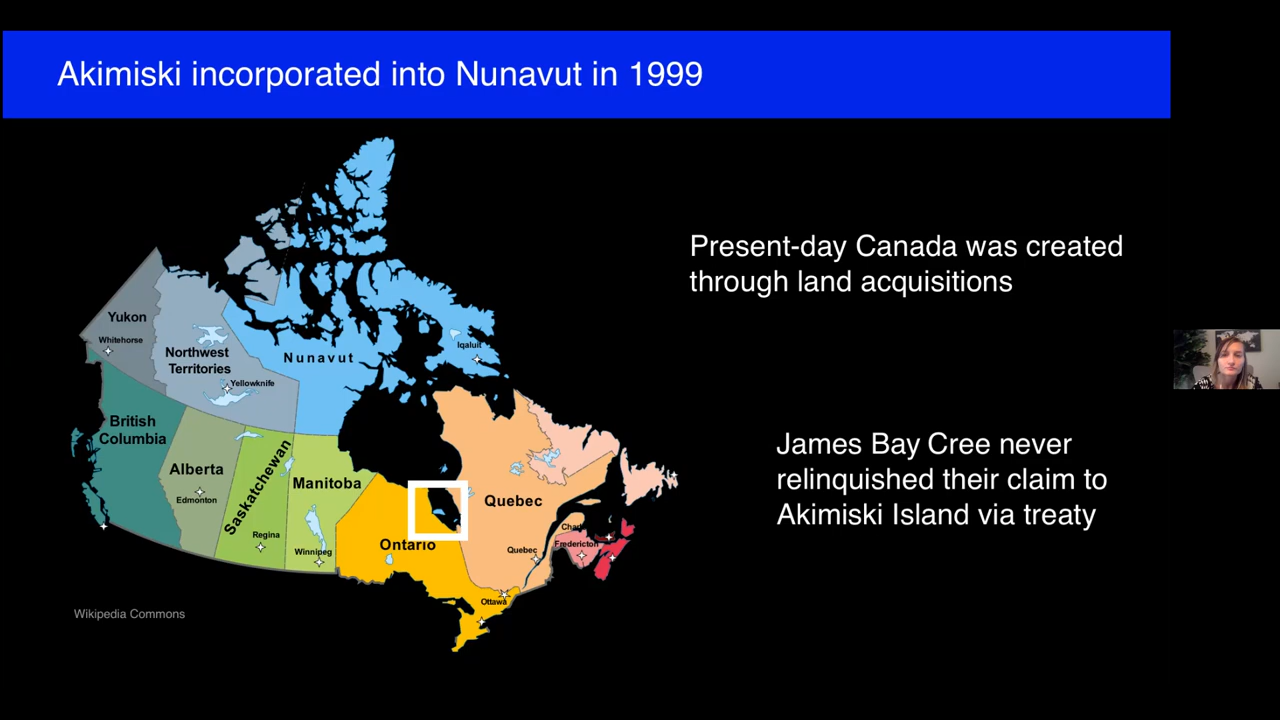 Akimiski incorporated into Nunavut in 1999
Present-day Canada was created
through land acquisitions
James Bay Cree never
relinquished their claim to
Akimiski Island via treaty
Yukon
Whitehorse
Northwest
Territories
Yellowknife
Nunavut
Iqaluit
British
Columbia
Alberta
Edmonton
Saskatchewan
Regina
Manitoba
Winnipeg
Ontario
Ottawa
Quebec
Quebec
Fredericton
Wikipedia Commons